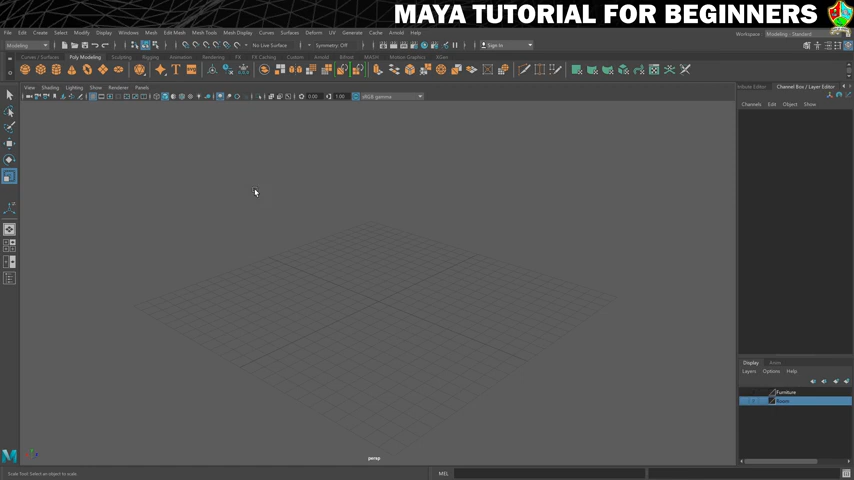 MAYA TUTORIAL FOR BEGINNERS
File Edit Create Select Modify Display Windows Mesh Edit Mesh Mesh Tools Mesh Display Curves Surfaces Deform UV Generate Cache Arnold Help
Workspace: Modeling - Standard
Modeling No Live Surface Symmetry: Off Sign In
Curves / Surfaces Poly Modeling Sculpting Rigging Animation Rendering FX FX Caching Custom Arnold Bifrost MASH Motion Graphics XGen
View Shading Lighting Show Renderer Panels
0.00 1.00 sRGB gamma
Channel Box / Layer Editor
Channels Edit Object Show
Display Anim
Layers Options Help
Furniture
persp
Scale Tool: Select an object to scale
MEL